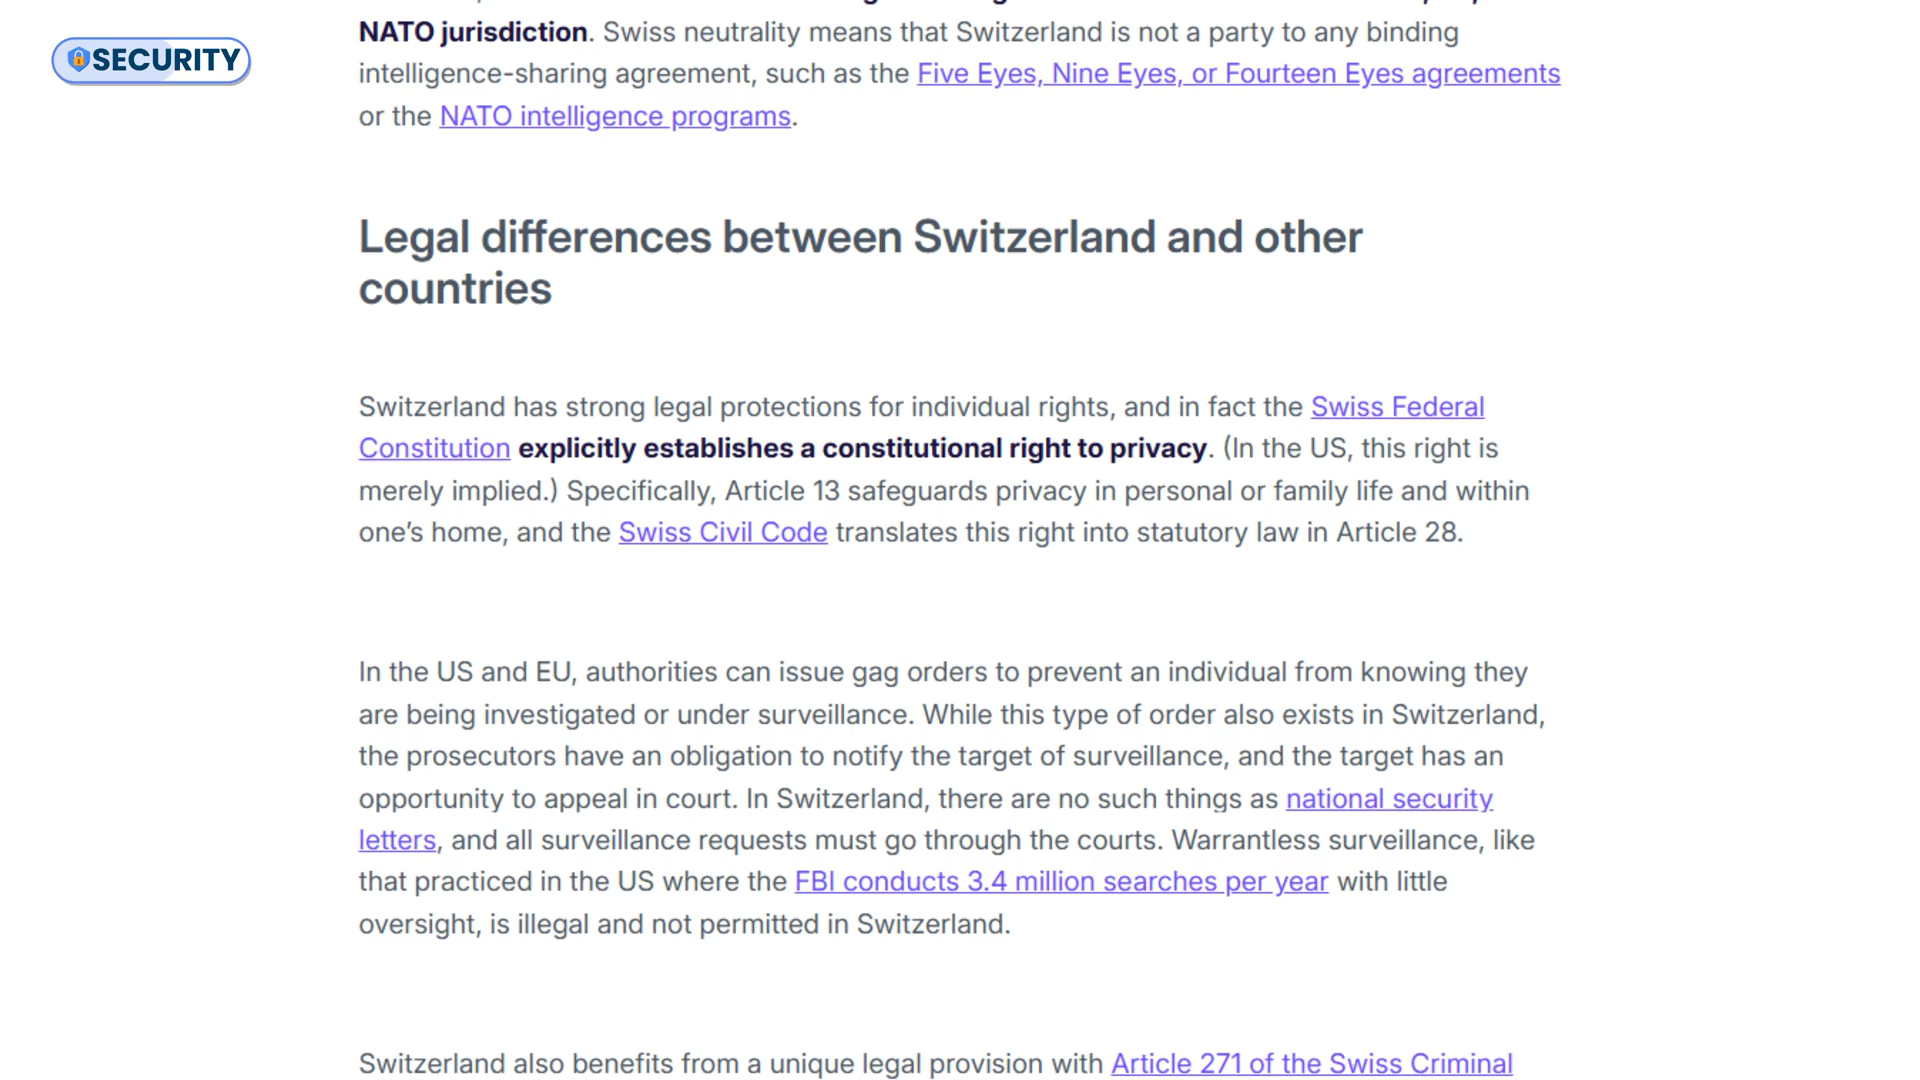 NATO jurisdiction. Swiss neutrality means that Switzerland is not a party to any binding
SECURITY
intelligence-sharing agreement, such as the Five Eyes, Nine Eyes, or Fourteen Eyes agreements
or the NATO intelligence programs.
Legal differences between Switzerland and other
countries
Switzerland has strong legal protections for individual rights, and in fact the Swiss Federal
Constitution explicitly establishes a constitutional right to privacy. (In the US, this right is
merely implied.) Specifically, Article 13 safeguards privacy in personal or family life and within
one’s home, and the Swiss Civil Code translates this right into statutory law in Article 28.
In the US and EU, authorities can issue gag orders to prevent an individual from knowing they
are being investigated or under surveillance. While this type of order also exists in Switzerland,
the prosecutors have an obligation to notify the target of surveillance, and the target has an
opportunity to appeal in court. In Switzerland, there are no such things as national security
letters, and all surveillance requests must go through the courts. Warrantless surveillance, like
that practiced in the US where the FBI conducts 3.4 million searches per year with little
oversight, is illegal and not permitted in Switzerland.
Switzerland also benefits from a unique legal provision with Article 271 of the Swiss Criminal